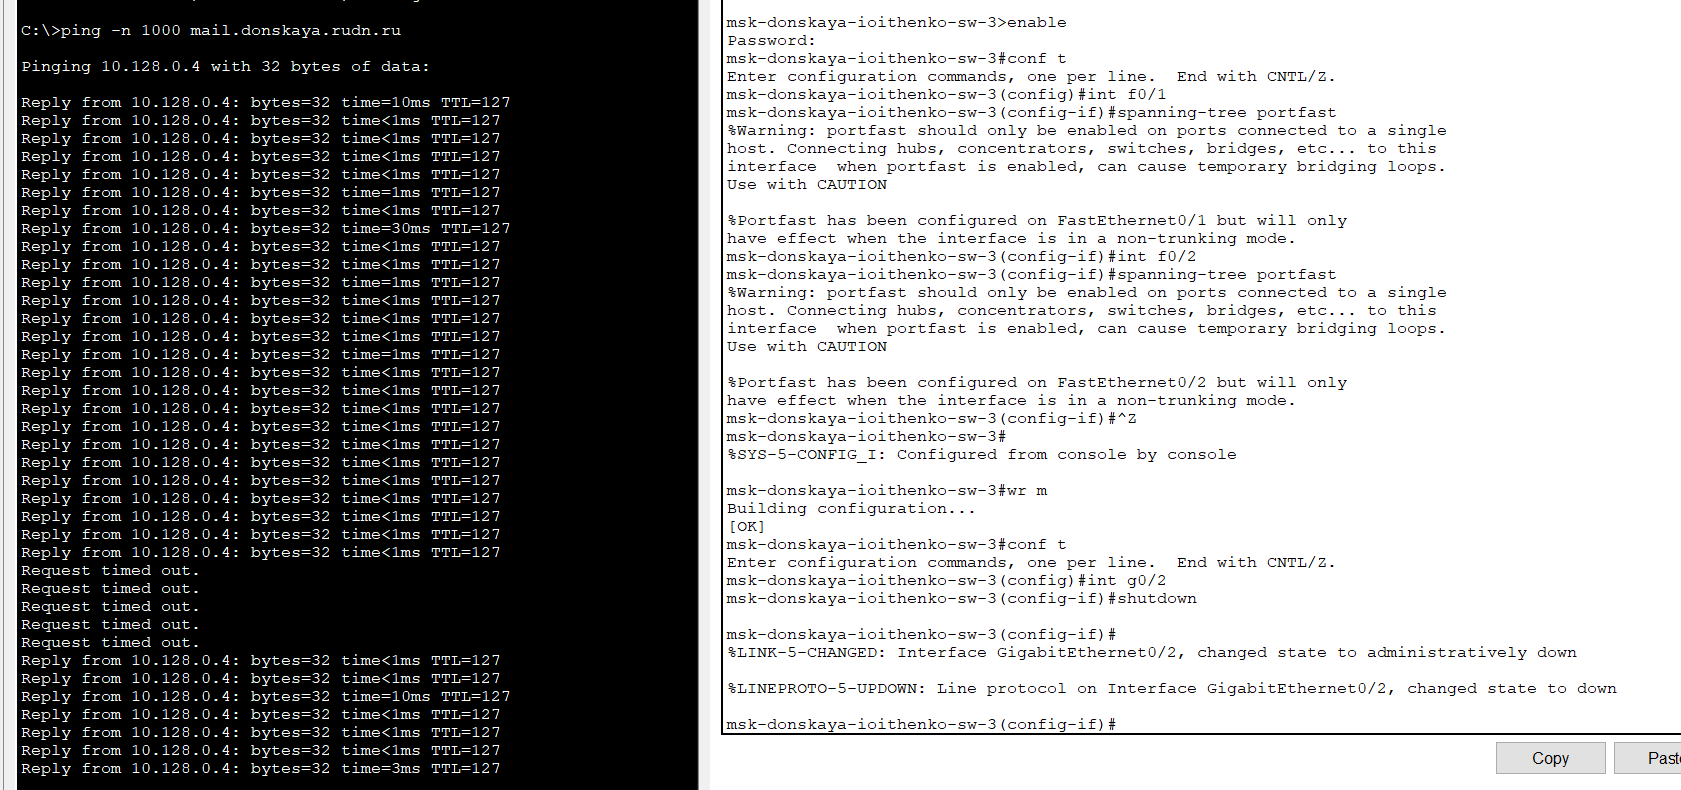 C:\>ping -n 1000 mail.donskaya.rudn.ru
Pinging 10.128.0.4 with 32 bytes of data:
Reply from 10.128.0.4: bytes=32 time=10ms TTL=127
Reply from 10.128.0.4: bytes=32 time<1ms TTL=127
Reply from 10.128.0.4: bytes=32 time<1ms TTL=127
Reply from 10.128.0.4: bytes=32 time<1ms TTL=127
Reply from 10.128.0.4: bytes=32 time<1ms TTL=127
Reply from 10.128.0.4: bytes=32 time=1ms TTL=127
Reply from 10.128.0.4: bytes=32 time<1ms TTL=127
Reply from 10.128.0.4: bytes=32 time=30ms TTL=127
Reply from 10.128.0.4: bytes=32 time<1ms TTL=127
Reply from 10.128.0.4: bytes=32 time<1ms TTL=127
Reply from 10.128.0.4: bytes=32 time=1ms TTL=127
Reply from 10.128.0.4: bytes=32 time<1ms TTL=127
Reply from 10.128.0.4: bytes=32 time<1ms TTL=127
Reply from 10.128.0.4: bytes=32 time<1ms TTL=127
Reply from 10.128.0.4: bytes=32 time=1ms TTL=127
Reply from 10.128.0.4: bytes=32 time<1ms TTL=127
Reply from 10.128.0.4: bytes=32 time<1ms TTL=127
Reply from 10.128.0.4: bytes=32 time<1ms TTL=127
Reply from 10.128.0.4: bytes=32 time<1ms TTL=127
Reply from 10.128.0.4: bytes=32 time<1ms TTL=127
Reply from 10.128.0.4: bytes=32 time<1ms TTL=127
Reply from 10.128.0.4: bytes=32 time<1ms TTL=127
Reply from 10.128.0.4: bytes=32 time<1ms TTL=127
Reply from 10.128.0.4: bytes=32 time<1ms TTL=127
Reply from 10.128.0.4: bytes=32 time<1ms TTL=127
Reply from 10.128.0.4: bytes=32 time<1ms TTL=127
Request timed out.
Request timed out.
Request timed out.
Request timed out.
Request timed out.
Reply from 10.128.0.4: bytes=32 time<1ms TTL=127
Reply from 10.128.0.4: bytes=32 time<1ms TTL=127
Reply from 10.128.0.4: bytes=32 time=10ms TTL=127
Reply from 10.128.0.4: bytes=32 time<1ms TTL=127
Reply from 10.128.0.4: bytes=32 time<1ms TTL=127
Reply from 10.128.0.4: bytes=32 time<1ms TTL=127
Reply from 10.128.0.4: bytes=32 time=3ms TTL=127
msk-donskaya-ioithenko-sw-3>enable
Password:
msk-donskaya-ioithenko-sw-3#conf t
Enter configuration commands, one per line.  End with CNTL/Z.
msk-donskaya-ioithenko-sw-3(config)#int f0/1
msk-donskaya-ioithenko-sw-3(config-if)#spanning-tree portfast
%Warning: portfast should only be enabled on ports connected to a single
host. Connecting hubs, concentrators, switches, bridges, etc... to this
interface  when portfast is enabled, can cause temporary bridging loops.
Use with CAUTION
%Portfast has been configured on FastEthernet0/1 but will only
have effect when the interface is in a non-trunking mode.
msk-donskaya-ioithenko-sw-3(config-if)#int f0/2
msk-donskaya-ioithenko-sw-3(config-if)#spanning-tree portfast
%Warning: portfast should only be enabled on ports connected to a single
host. Connecting hubs, concentrators, switches, bridges, etc... to this
interface  when portfast is enabled, can cause temporary bridging loops.
Use with CAUTION
%Portfast has been configured on FastEthernet0/2 but will only
have effect when the interface is in a non-trunking mode.
msk-donskaya-ioithenko-sw-3(config-if)#^Z
msk-donskaya-ioithenko-sw-3#
%SYS-5-CONFIG_I: Configured from console by console
msk-donskaya-ioithenko-sw-3#wr m
Building configuration...
[OK]
msk-donskaya-ioithenko-sw-3#conf t
Enter configuration commands, one per line.  End with CNTL/Z.
msk-donskaya-ioithenko-sw-3(config)#int g0/2
msk-donskaya-ioithenko-sw-3(config-if)#shutdown
msk-donskaya-ioithenko-sw-3(config-if)#
%LINK-5-CHANGED: Interface GigabitEthernet0/2, changed state to administratively down
%LINEPROTO-5-UPDOWN: Line protocol on Interface GigabitEthernet0/2, changed state to down
msk-donskaya-ioithenko-sw-3(config-if)#
Copy